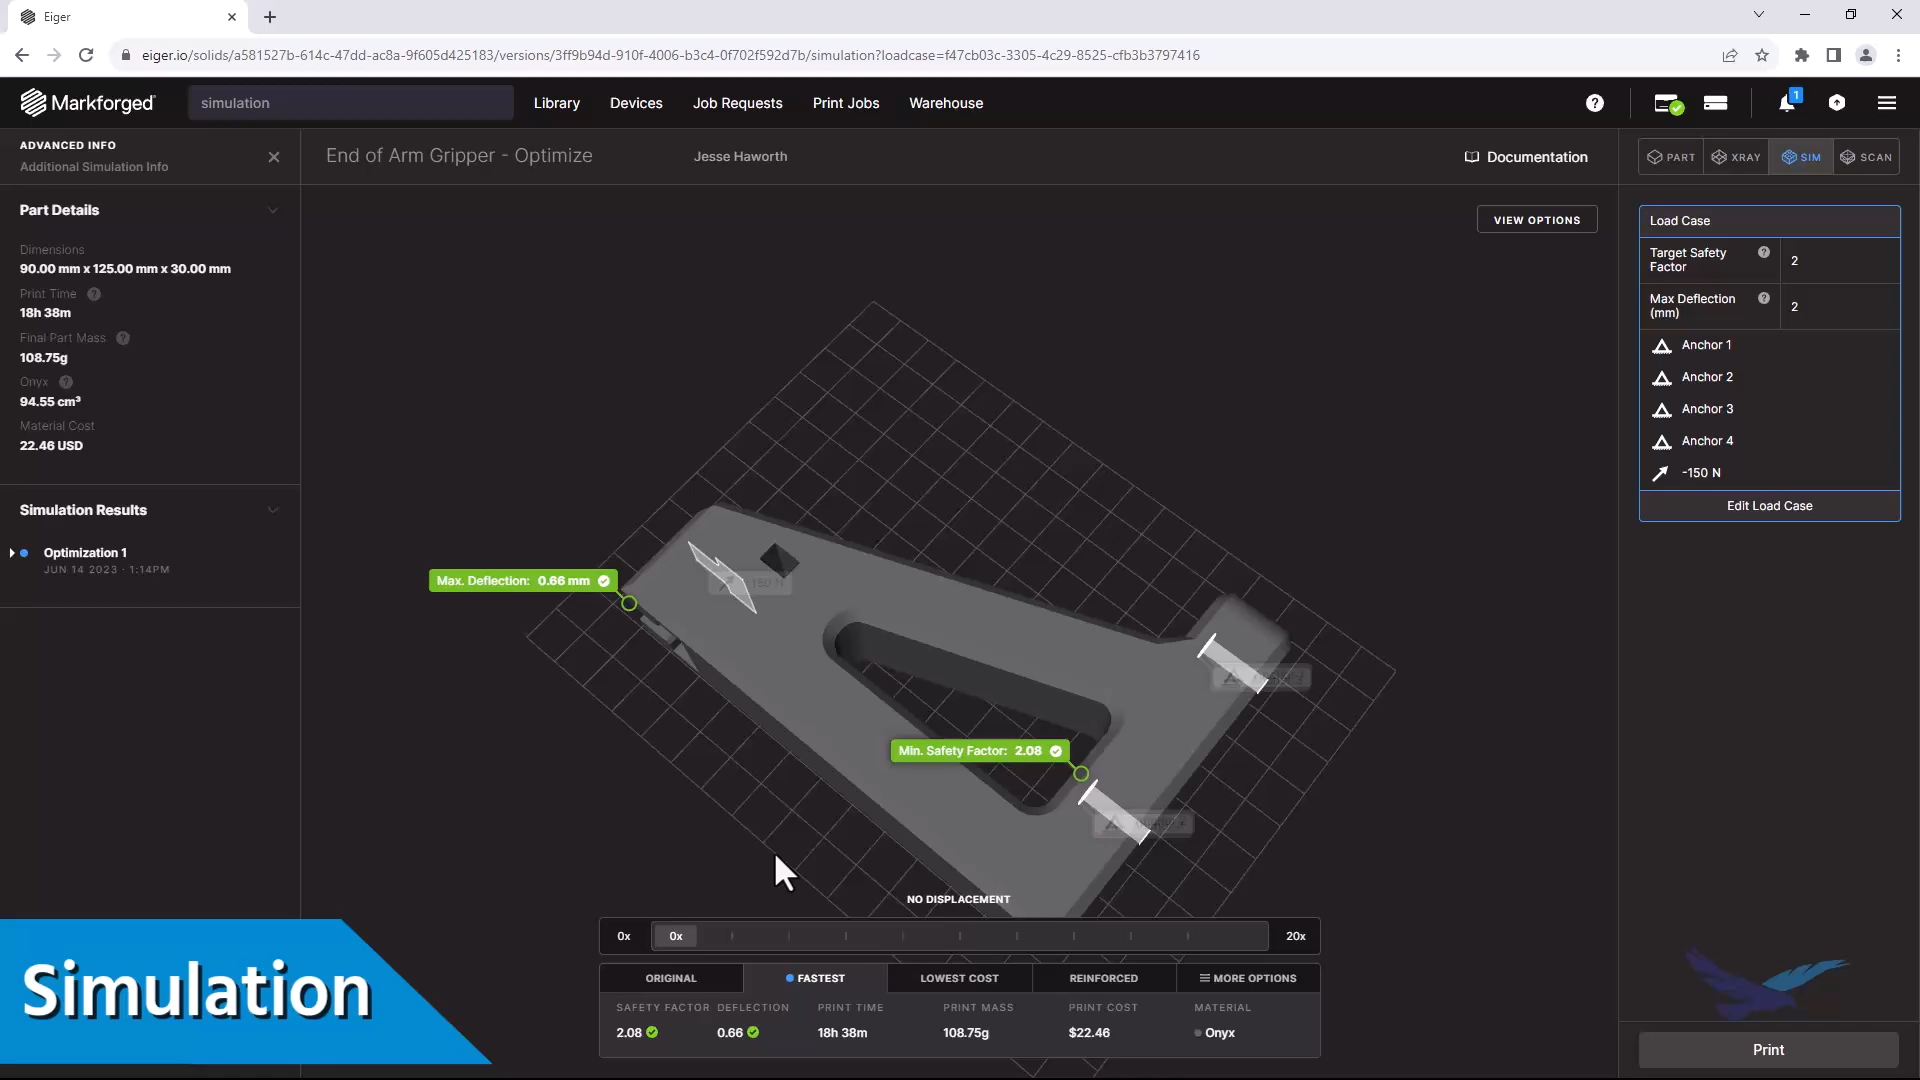 Eiger
eiger.io/solids/a581527b-614c-47dd-ac8a-9f605d425183/versions/3ff9b94d-910f-4006-b3c4-0f702f592d7b/simulation?loadcase=f47cb03c-3305-4c29-8525-cfb3b3797416
Markforged
simulation
Library
Devices
Job Requests
Print Jobs
Warehouse
1
ADVANCED INFO
Additional Simulation Info
End of Arm Gripper - Optimize
Jesse Haworth
Documentation
PART
XRAY
SIM
SCAN
Part Details
Dimensions
90.00 mm x 125.00 mm x 30.00 mm
Print Time
18h 38m
Final Part Mass
108.75g
Onyx
94.55 cm³
Material Cost
22.46 USD
Simulation Results
Optimization 1
JUN 14 2023 · 1:14PM
VIEW OPTIONS
Load Case
Target Safety
Factor
2
Max Deflection
(mm)
2
Anchor 1
Anchor 2
Anchor 3
Anchor 4
-150 N
Edit Load Case
Max. Deflection: 0.66 mm
Min. Safety Factor: 2.08
NO DISPLACEMENT
0x
0x
20x
ORIGINAL
FASTEST
LOWEST COST
REINFORCED
MORE OPTIONS
SAFETY FACTOR DEFLECTION PRINT TIME PRINT MASS PRINT COST MATERIAL
2.08 0.66 18h 38m 108.75g $22.46 Onyx
Simulation
Print